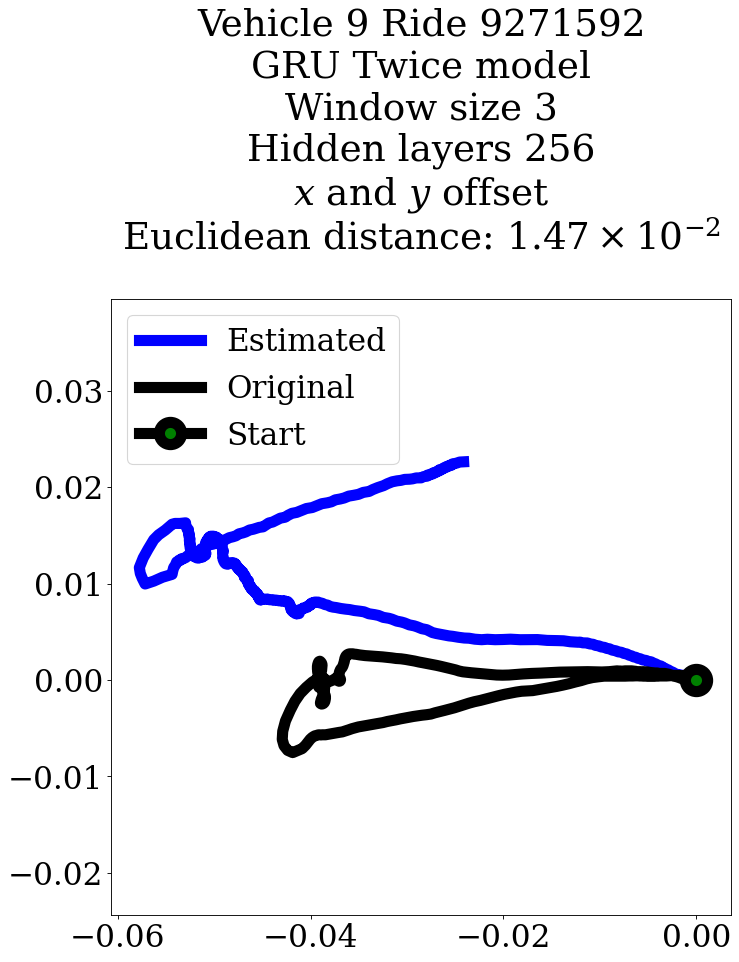 Vehicle 9 Ride 9271592
GRU Twice model
Window size 3
Hidden layers 256
x and y offset
Euclidean distance: 1.47 × 10⁻²
Estimated
Original
Start
0.03
0.02
0.01
0.00
−0.01
−0.02
−0.06 −0.04 −0.02 0.00